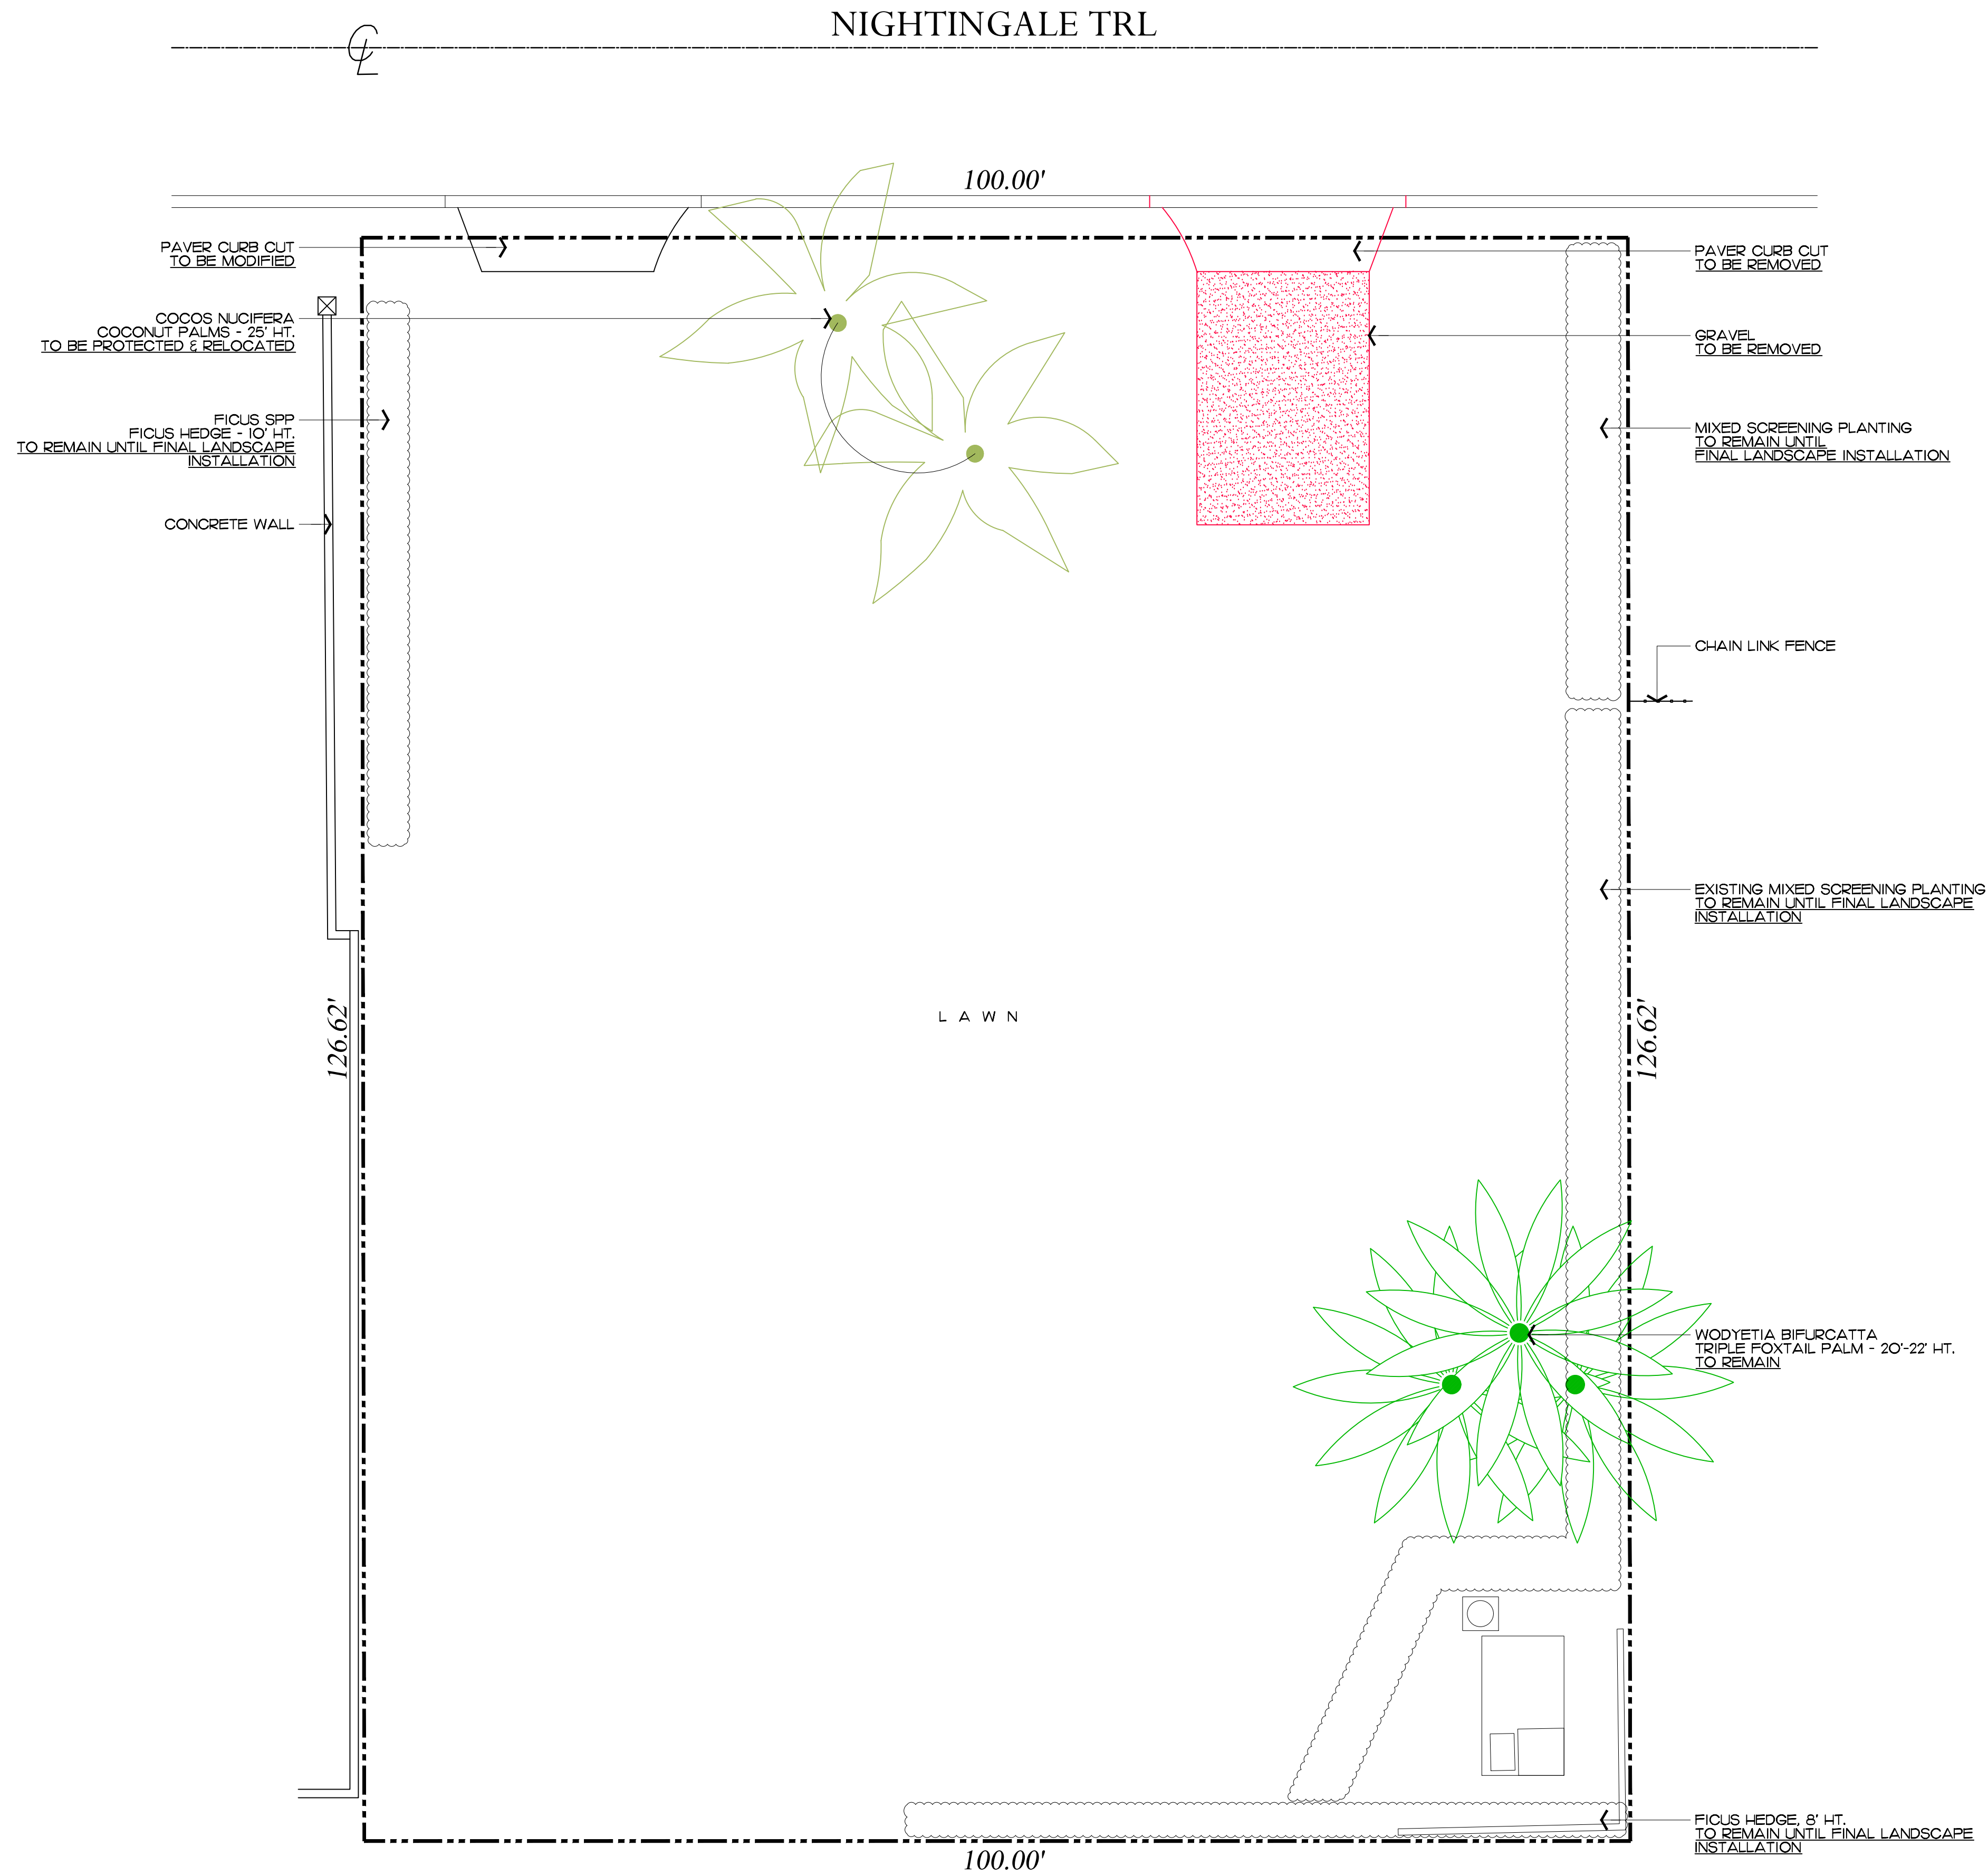 NIGHTINGALE TRL
100.00'
PAVER CURB CUT
TO BE MODIFIED
COCOS NUCIFERA
COCONUT PALMS - 25' HT.
TO BE PROTECTED & RELOCATED
FICUS SPP
FICUS HEDGE - 10' HT.
TO REMAIN UNTIL FINAL LANDSCAPE
INSTALLATION
CONCRETE WALL
126.62'
PAVER CURB CUT
TO BE REMOVED
GRAVEL
TO BE REMOVED
MIXED SCREENING PLANTING
TO REMAIN UNTIL
FINAL LANDSCAPE INSTALLATION
CHAIN LINK FENCE
EXISTING MIXED SCREENING PLANTING
TO REMAIN UNTIL FINAL LANDSCAPE
INSTALLATION
LAWN
126.62'
WODYETIA BIFURCATTA
TRIPLE FOXTAIL PALM - 20'-22' HT.
TO REMAIN
FICUS HEDGE, 8' HT.
TO REMAIN UNTIL FINAL LANDSCAPE
INSTALLATION
100.00'